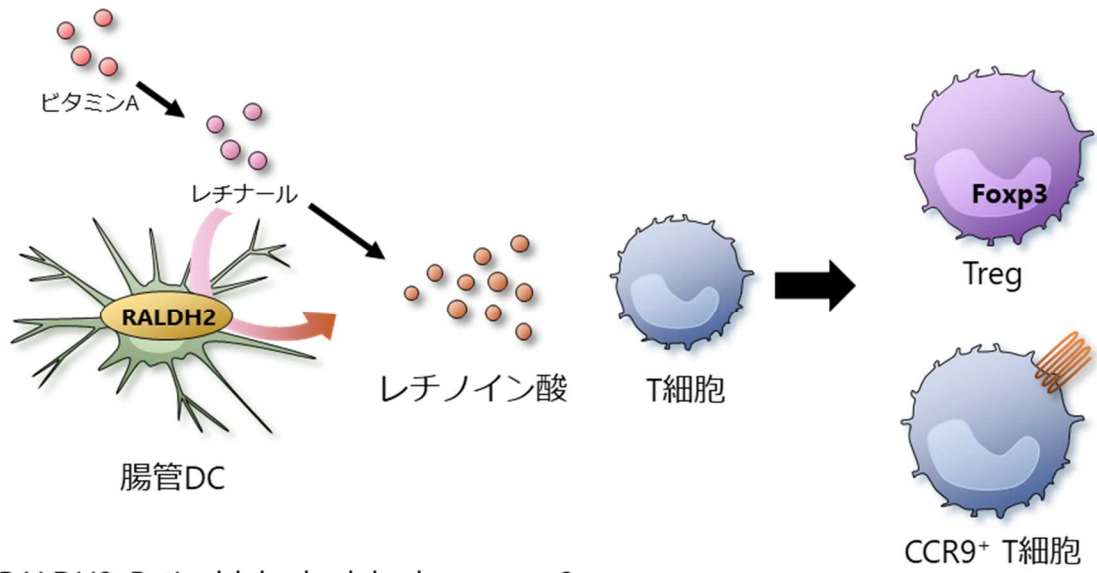 ビタミンA
レチナール
RALDH2
腸管DC
レチノイン酸
T細胞
Foxp3
Treg
CCR9⁺ T細胞